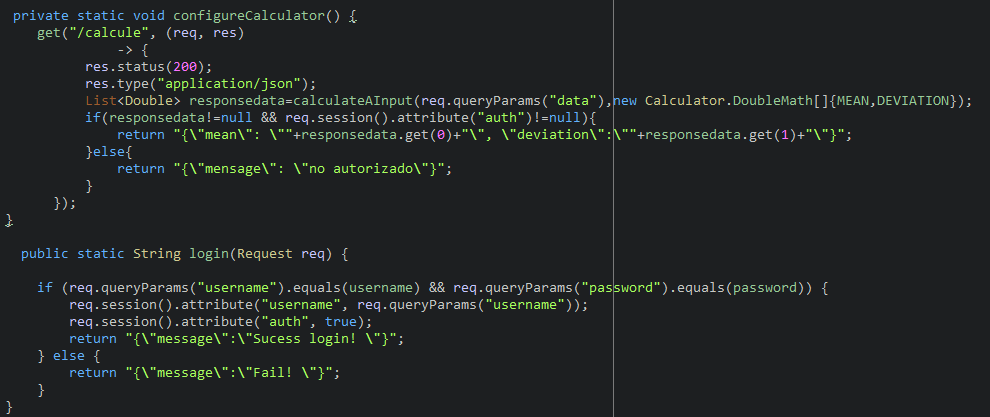 private static void configureCalculator() {
get("/calcule", (req, res)
-> {
res.status(200);
res.type("application/json");
List<Double> responsedata=calculateAInput(req.queryParams("data"),new Calculator.DoubleMath[]{MEAN,DEVIATION});
if(responsedata!=null && req.session().attribute("auth")!=null){
return "{\"mean\": \""+responsedata.get(0)+"\", \"deviation\":\""+responsedata.get(1)+"\"}";
}else{
return "{\"mensage\": \"no autorizado\"}";
}
});
}
public static String login(Request req) {
if (req.queryParams("username").equals(username) && req.queryParams("password").equals(password)) {
req.session().attribute("username", req.queryParams("username"));
req.session().attribute("auth", true);
return "{\"message\":\"Sucess login! \"}";
} else {
return "{\"message\":\"Fail! \"}";
}
}